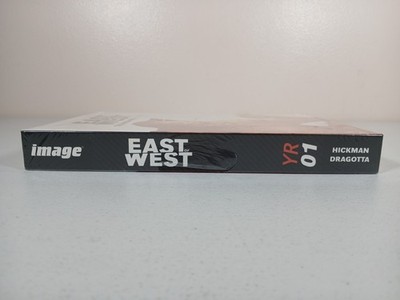 image
EAST
WEST
YR
01
HICKMAN
DRAGOTTA